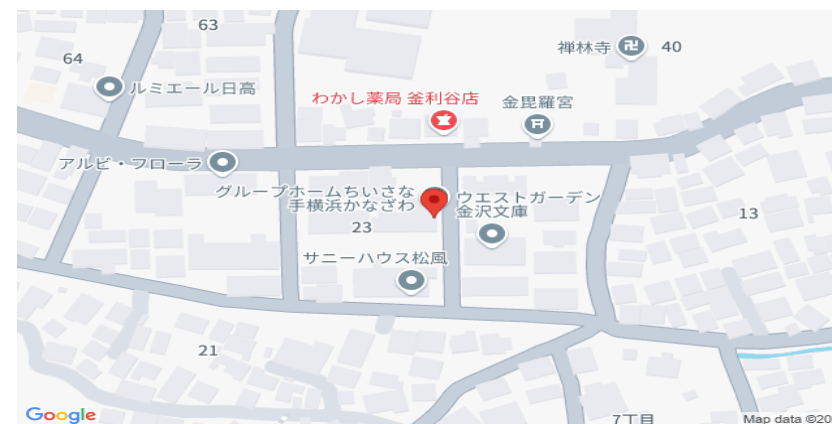 63
禅林寺
卍
40
64
ルミエール日高
わかし薬局 釜利谷店
金毘羅宮
アルビ・フローラ
グループホームちいさな
手横浜かなざわ
ウエストガーデン
金沢文庫
13
23
サニーハウス松風
21
7丁目
Google
Map data ©20